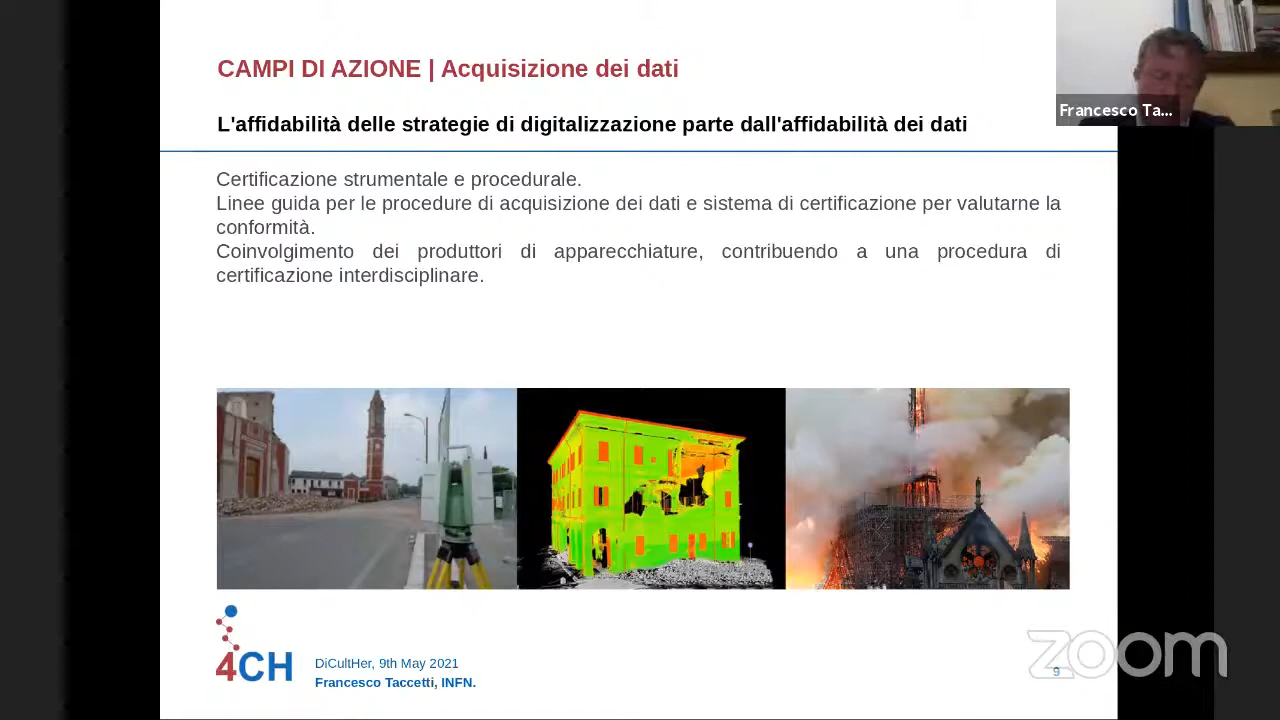 CAMPI DI AZIONE | Acquisizione dei dati
L'affidabilità delle strategie di digitalizzazione parte dall'affidabilità dei dati
Francesco Ta...
Certificazione strumentale e procedurale.
Linee guida per le procedure di acquisizione dei dati e sistema di certificazione per valutarne la
conformità.
Coinvolgimento dei produttori di apparecchiature, contribuendo a una procedura di
certificazione interdisciplinare.
4CH
DiCultHer, 9th May 2021
Francesco Taccetti, INFN.
9
zoom